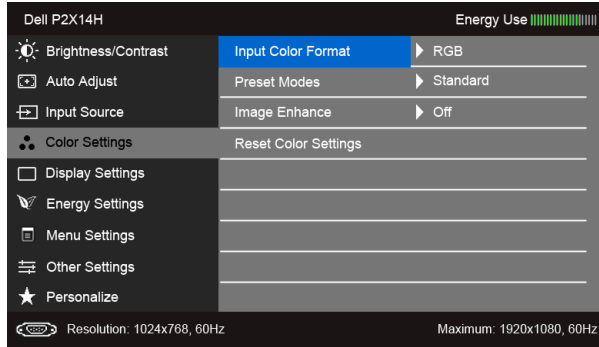 Dell P2X14H Energy Use
Brightness/Contrast Input Color Format RGB
Auto Adjust Preset Modes Standard
Input Source Image Enhance Off
Color Settings Reset Color Settings
Display Settings
Energy Settings
Menu Settings
Other Settings
Personalize
Resolution: 1024x768, 60Hz Maximum: 1920x1080, 60Hz